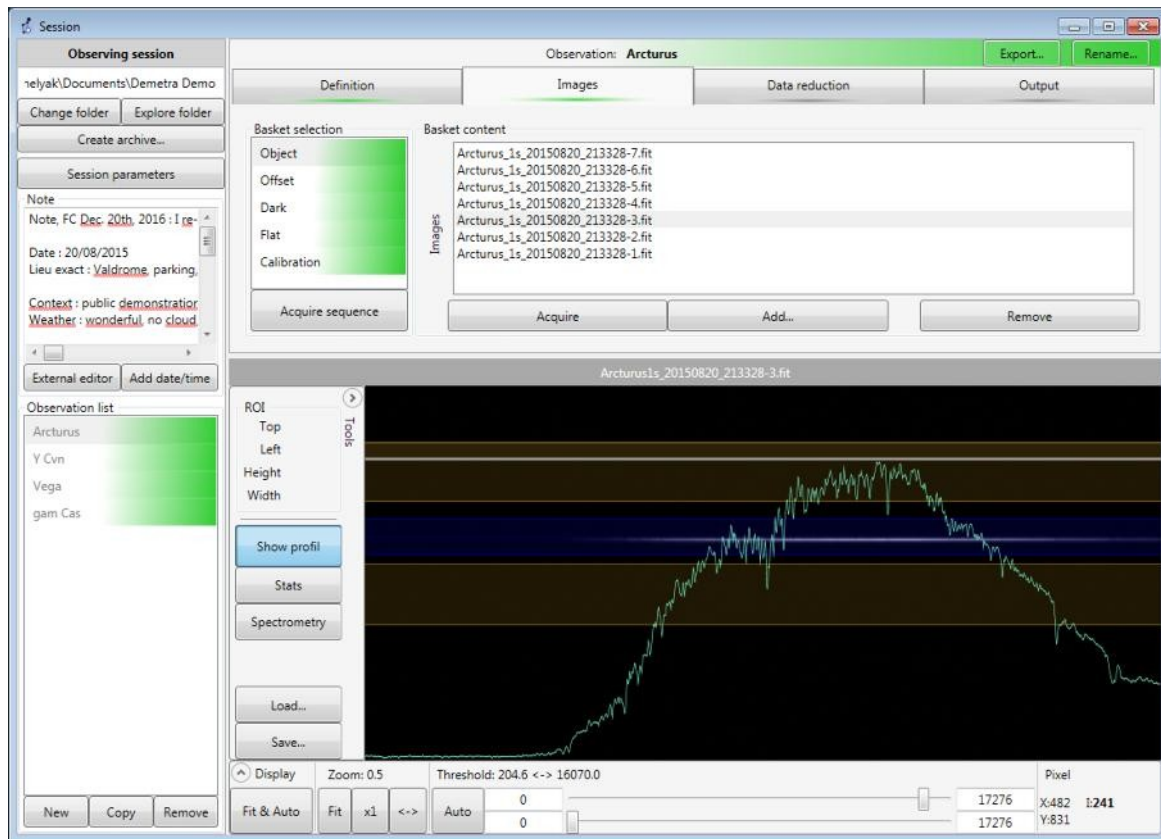 Session
Observing session
nelyak\Documents\Demetra Demo
Change folder
Explore folder
Create archive...
Session parameters
Note
Note, FC Dec. 20th, 2016 : I re-
Date : 20/08/2015
Lieu exact : Valdrome, parking,
Context : public demonstration
Weather : wonderful, no cloud
External editor
Add date/time
Observation list
Arcturus
Y Cvn
Vega
gam Cas
New
Copy
Remove
Observation: Arcturus
Export...
Rename...
Definition
Images
Data reduction
Output
Basket selection
Object
Offset
Dark
Flat
Calibration
Acquire sequence
Basket content
Images
Arcturus_1s_20150820_213328-7.fit
Arcturus_1s_20150820_213328-6.fit
Arcturus_1s_20150820_213328-5.fit
Arcturus_1s_20150820_213328-4.fit
Arcturus_1s_20150820_213328-3.fit
Arcturus_1s_20150820_213328-2.fit
Arcturus_1s_20150820_213328-1.fit
Acquire
Add...
Remove
Arcturus1s_20150820_213328-3.fit
ROI
Top
Left
Height
Width
Tools
Show profil
Stats
Spectrometry
Load...
Save...
Display
Zoom: 0.5
Threshold: 204.6 <-> 16070.0
Pixel
Fit & Auto
Fit
x1
<->
Auto
0
17276
0
17276
X:482 I:241
Y:831